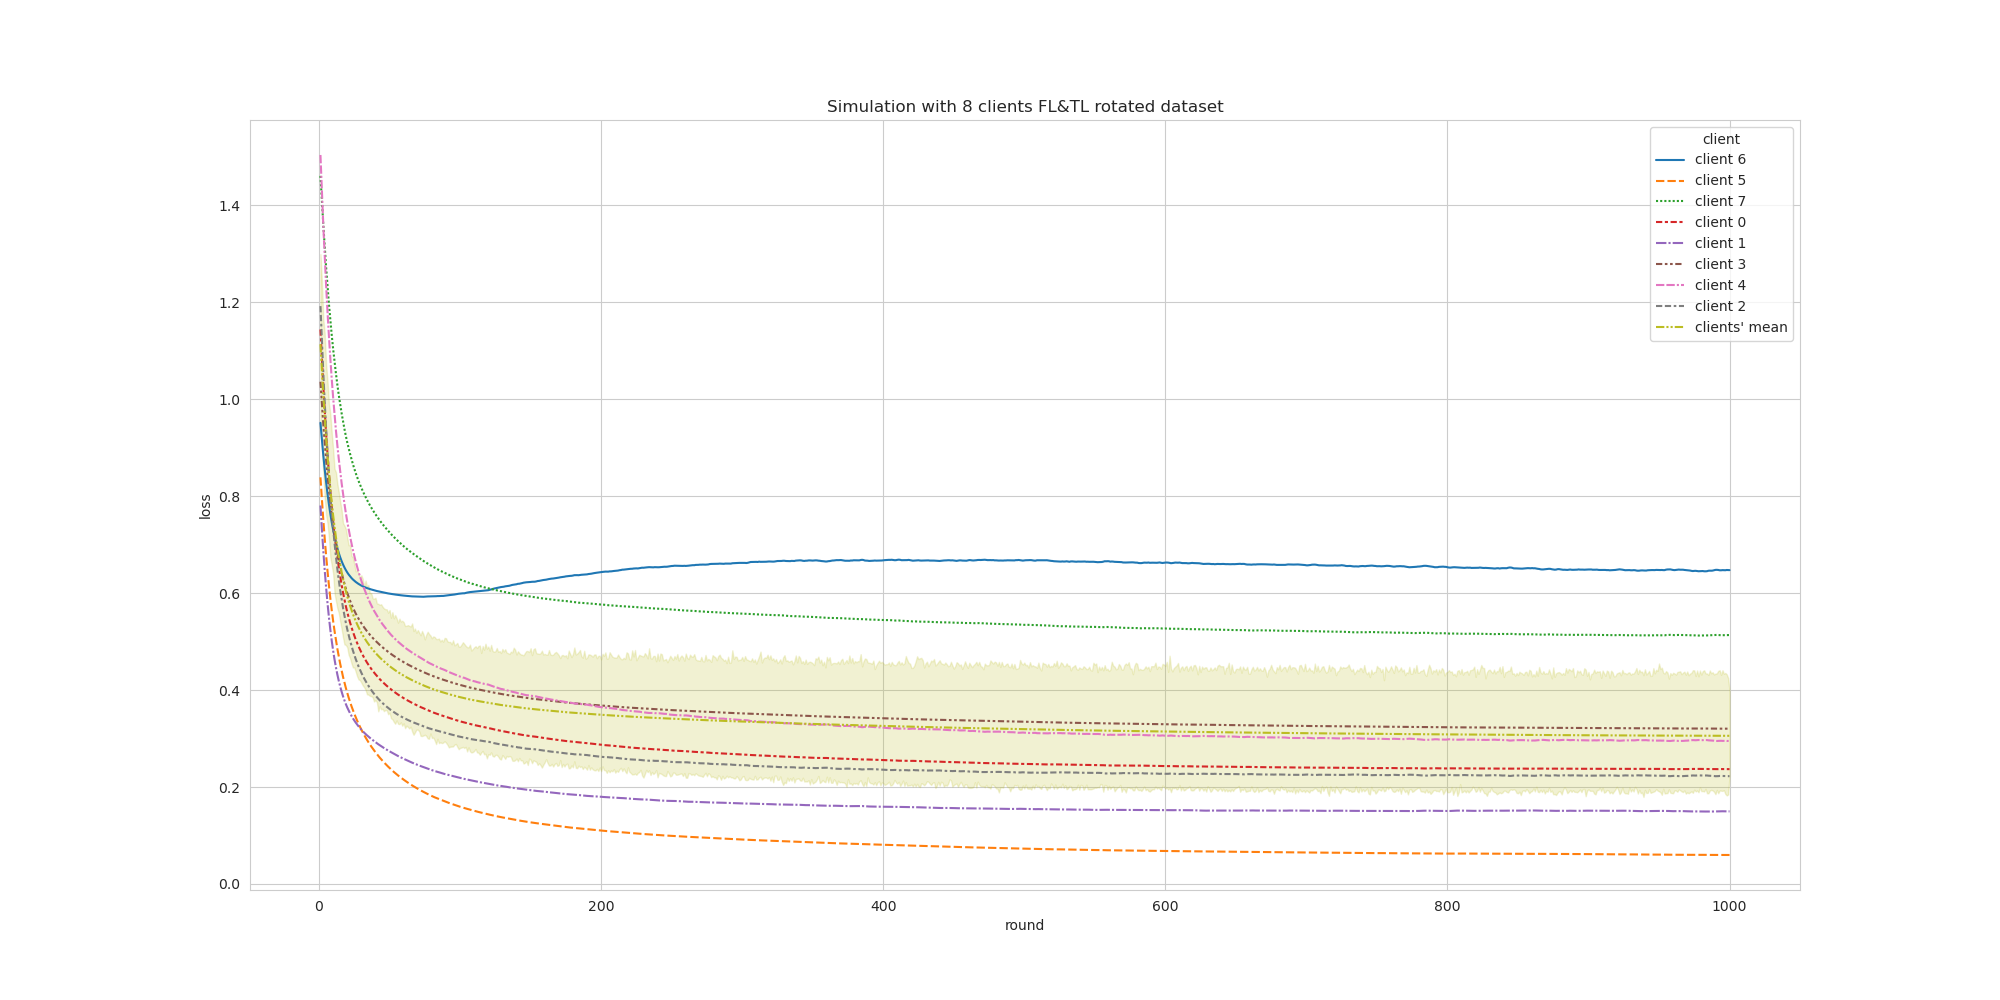 Simulation with 8 clients FL&TL rotated dataset
client
client 6
client 5
client 7
client 0
client 1
client 3
client 4
client 2
clients' mean
loss
1.4
1.2
1.0
0.8
0.6
0.4
0.2
0.0
0 200 400 600 800 1000
round